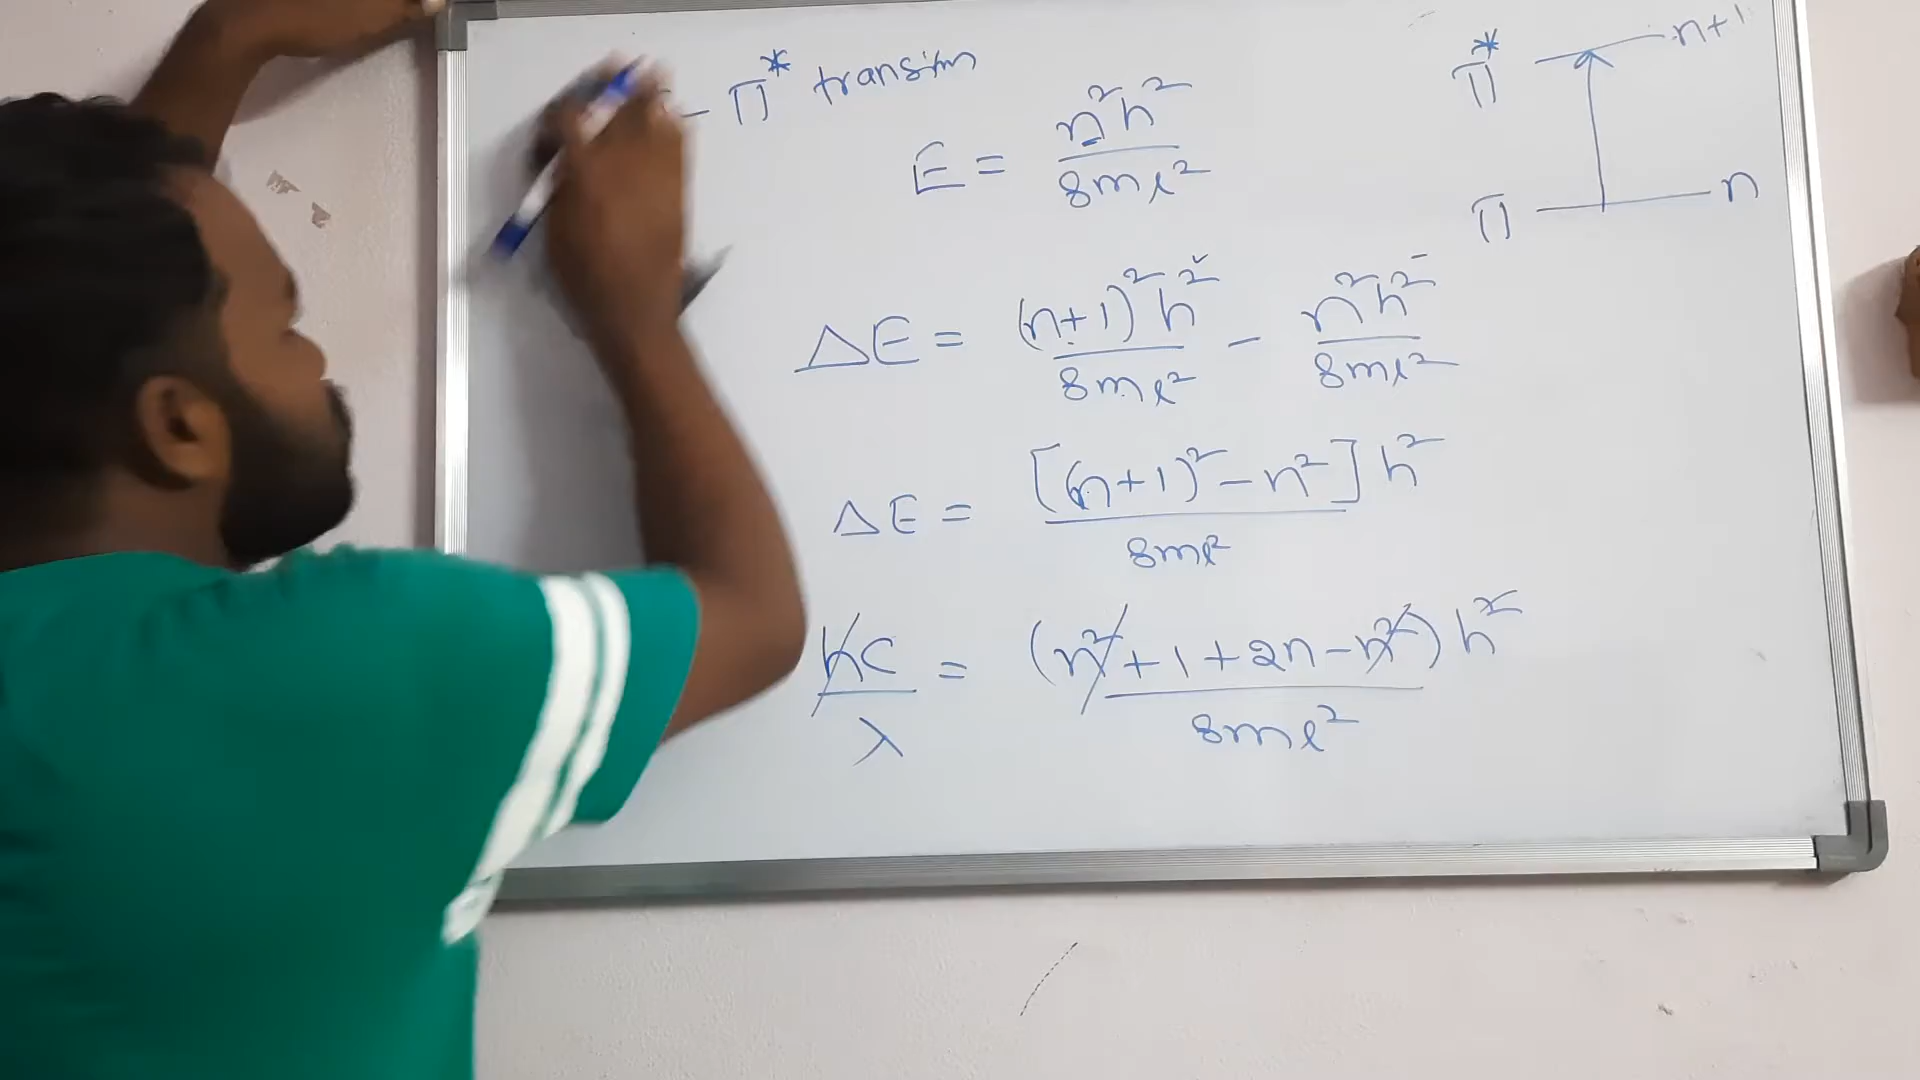 - Π* transition
E = n²h² / 8ml²
Π* n+1
Π n
ΔE = (n+1)²h² / 8ml² - n²h² / 8ml²
ΔE = [(n+1)² - n²] h² / 8ml²
hc / λ = (n² + 1 + 2n - n²) h² / 8ml²